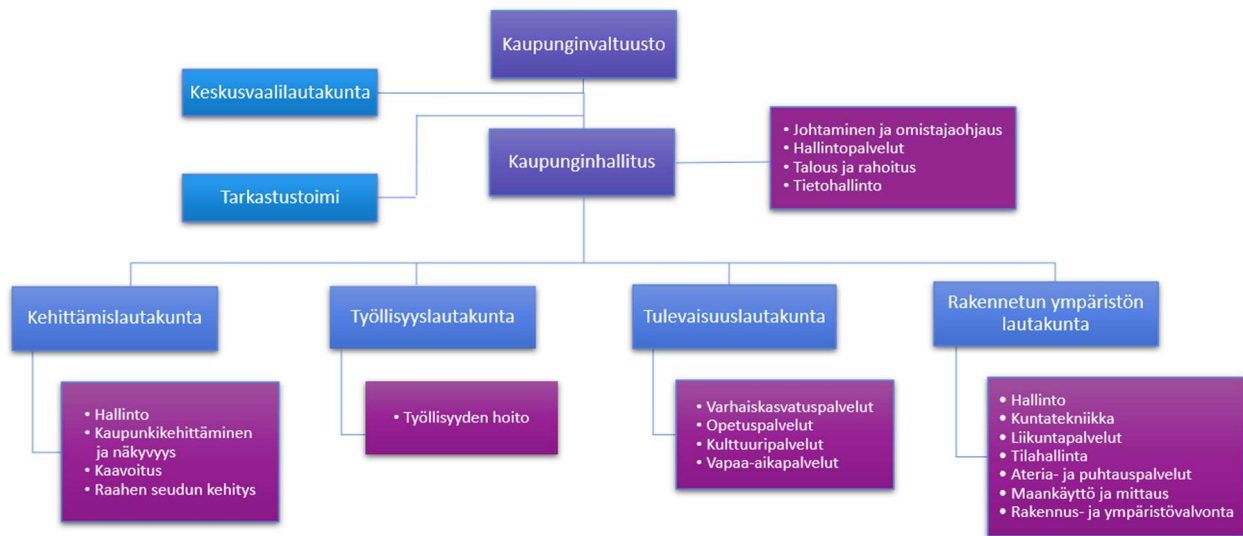 Kaupunginvaltuusto
Keskusvaalilautakunta
Kaupunginhallitus
• Johtaminen ja omistajaohjaus
• Hallintopalvelut
• Talous ja rahoitus
• Tietohallinto
Tarkastustoimi
Kehittämislautakunta
• Hallinto
• Kaupunkikehittäminen
ja näkyvyys
• Kaavoitus
• Raahen seudun kehitys
Työllisyyslautakunta
• Työllisyyden hoito
Tulevaisuuslautakunta
• Varhaiskasvatuspalvelut
• Opetuspalvelut
• Kulttuuripalvelut
• Vapaa-aikapalvelut
Rakennetun ympäristön
lautakunta
• Hallinto
• Kuntatekniikka
• Liikuntapalvelut
• Tilahallinta
• Ateria- ja puhtauspalvelut
• Maankäyttö ja mittaus
• Rakennus- ja ympäristövalvonta